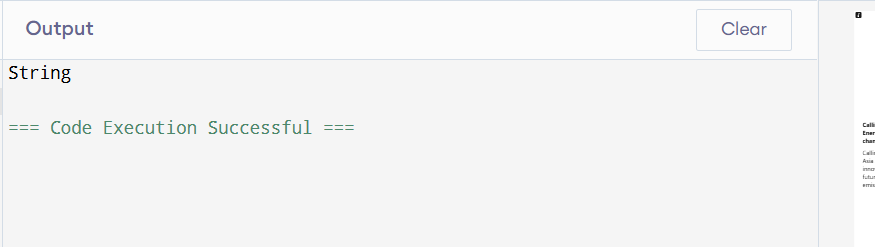 Output
Clear
String
=== Code Execution Successful ===